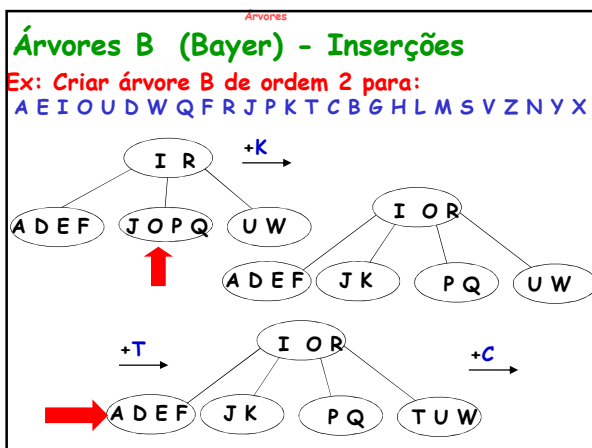 Árvores
Árvores B (Bayer) - Inserções
Ex: Criar árvore B de ordem 2 para:
A E I O U D W Q F R J P K T C B G H L M S V Z N Y X
I R
+K
A D E F
J O P Q
U W
I O R
A D E F
J K
P Q
U W
+T
I O R
+C
A D E F
J K
P Q
T U W